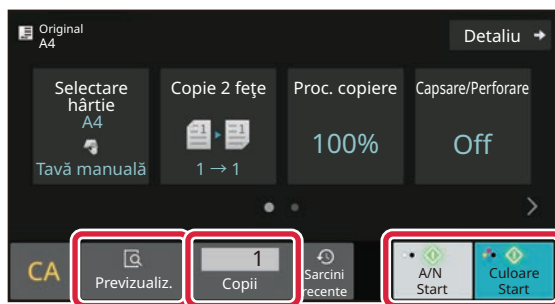 Original
A4
Detaliu
Selectare
hârtie
A4
Tavă manuală
Copie 2 feţe
1 → 1
Proc. copiere
100%
Capsare/Perforare
Off
CA
Previzualiz.
1
Copii
Sarcini
recente
A/N
Start
Culoare
Start